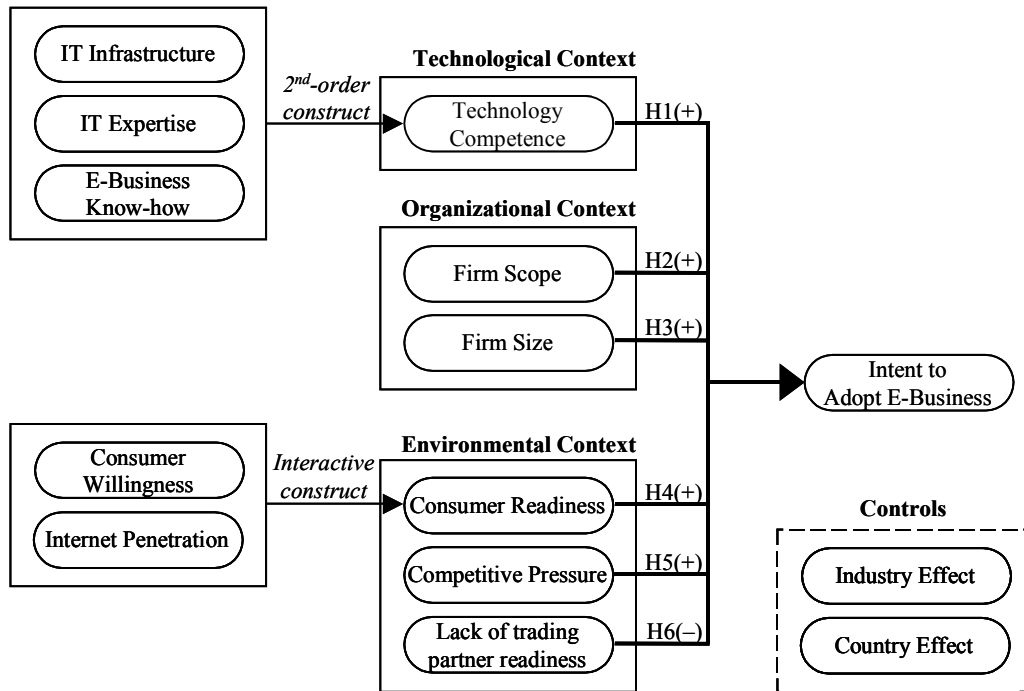 IT Infrastructure
IT Expertise
E-Business
Know-how
2nd-order
construct
Technological Context
Technology
Competence
H1(+)
Organizational Context
Firm Scope
H2(+)
Firm Size
H3(+)
Intent to
Adopt E-Business
Consumer
Willingness
Internet Penetration
Interactive
construct
Environmental Context
Consumer Readiness
H4(+)
Competitive Pressure
H5(+)
Lack of trading
partner readiness
H6(–)
Controls
Industry Effect
Country Effect